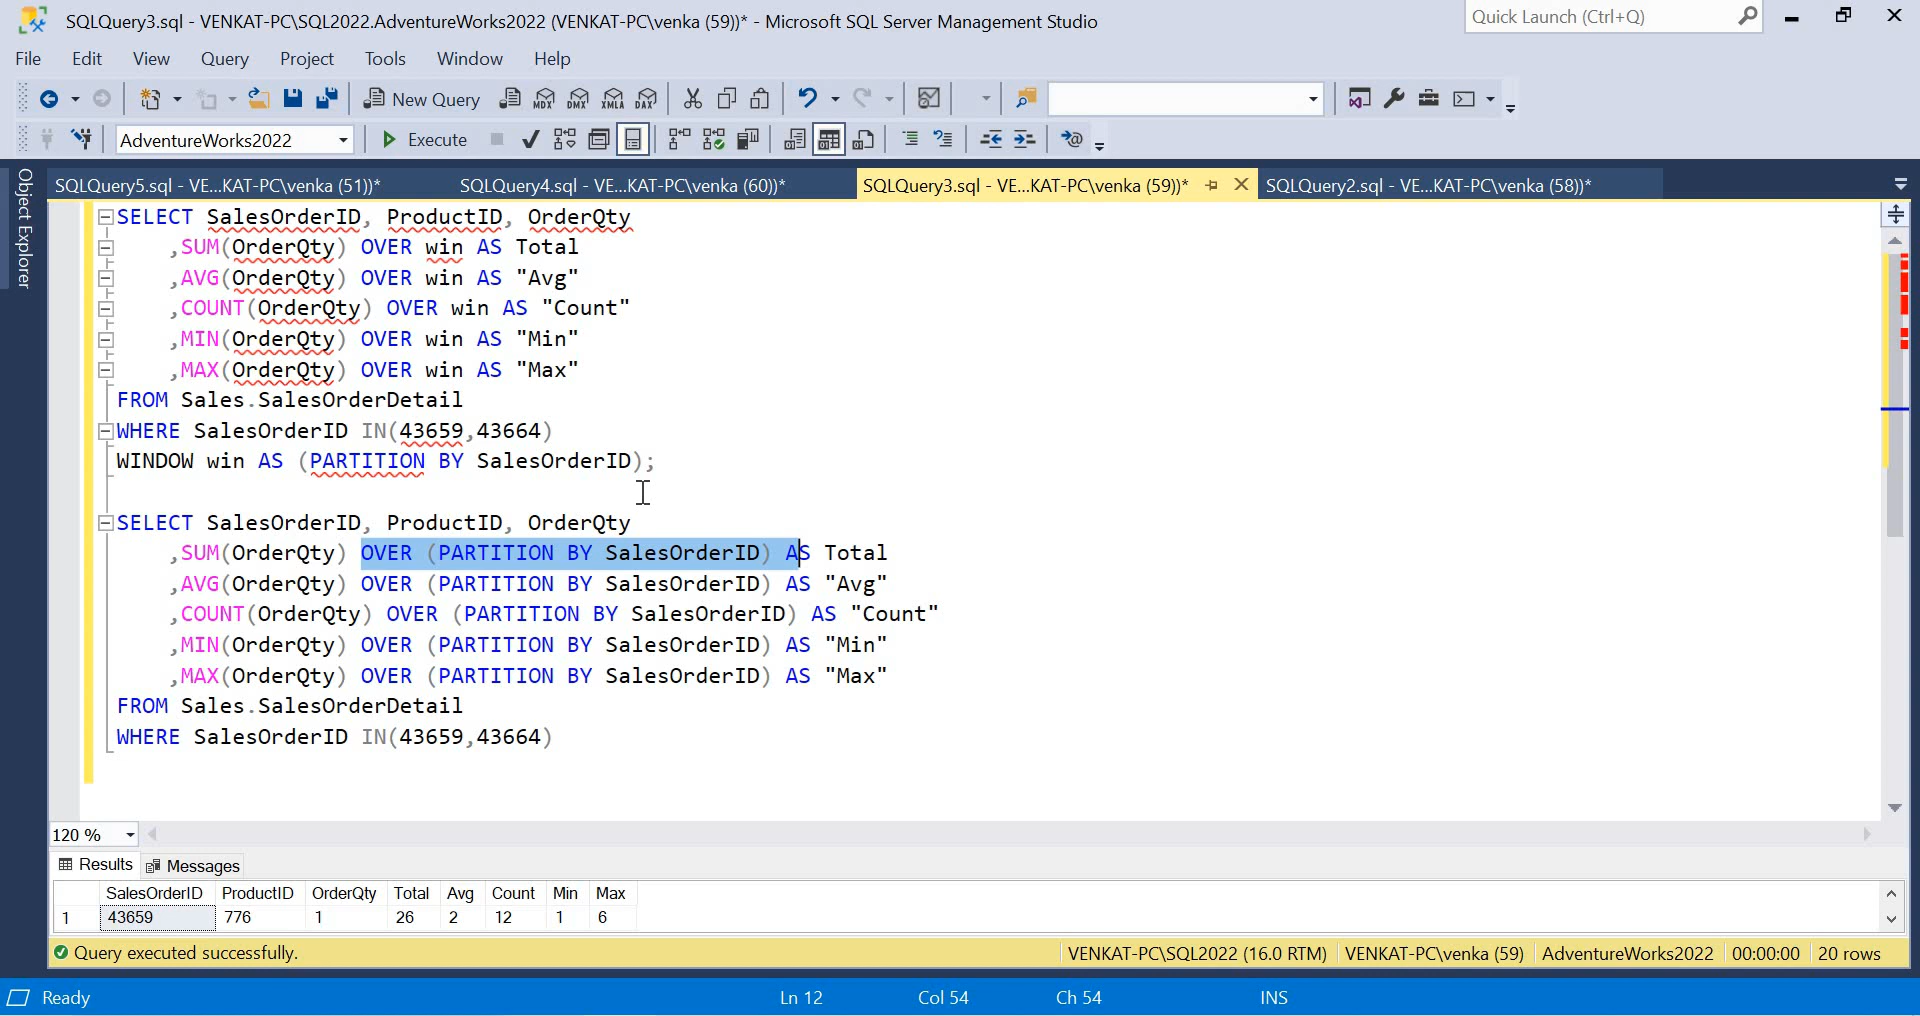 SQLQuery3.sql - VENKAT-PC\SQL2022.AdventureWorks2022 (VENKAT-PC\venka (59))* - Microsoft SQL Server Management Studio
Quick Launch (Ctrl+Q)
File Edit View Query Project Tools Window Help
New Query MDX DMX XMLA DAX
AdventureWorks2022 Execute
Object Explorer
SQLQuery5.sql - VE...KAT-PC\venka (51))* SQLQuery4.sql - VE...KAT-PC\venka (60))* SQLQuery3.sql - VE...KAT-PC\venka (59))* SQLQuery2.sql - VE...KAT-PC\venka (58))*
SELECT SalesOrderID, ProductID, OrderQty
,SUM(OrderQty) OVER win AS Total
,AVG(OrderQty) OVER win AS "Avg"
,COUNT(OrderQty) OVER win AS "Count"
,MIN(OrderQty) OVER win AS "Min"
,MAX(OrderQty) OVER win AS "Max"
FROM Sales.SalesOrderDetail
WHERE SalesOrderID IN(43659,43664)
WINDOW win AS (PARTITION BY SalesOrderID);
SELECT SalesOrderID, ProductID, OrderQty
,SUM(OrderQty) OVER (PARTITION BY SalesOrderID) AS Total
,AVG(OrderQty) OVER (PARTITION BY SalesOrderID) AS "Avg"
,COUNT(OrderQty) OVER (PARTITION BY SalesOrderID) AS "Count"
,MIN(OrderQty) OVER (PARTITION BY SalesOrderID) AS "Min"
,MAX(OrderQty) OVER (PARTITION BY SalesOrderID) AS "Max"
FROM Sales.SalesOrderDetail
WHERE SalesOrderID IN(43659,43664)
120 %
Results Messages
SalesOrderID ProductID OrderQty Total Avg Count Min Max
1 43659 776 1 26 2 12 1 6
Query executed successfully. VENKAT-PC\SQL2022 (16.0 RTM) VENKAT-PC\venka (59) AdventureWorks2022 00:00:00 20 rows
Ready Ln 12 Col 54 Ch 54 INS